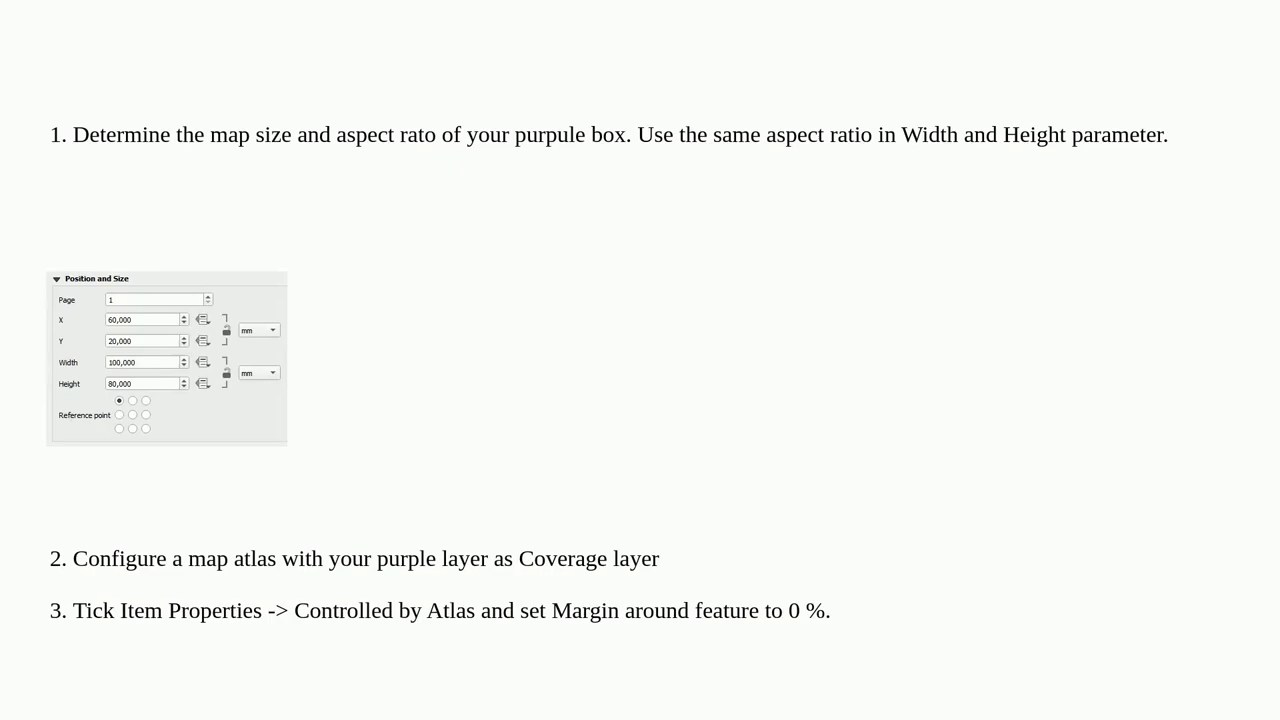 1. Determine the map size and aspect rato of your purpule box. Use the same aspect ratio in Width and Height parameter.
Position and Size
Page 1
X 60,000
mm
Y 20,000
Width 100,000
mm
Height 80,000
Reference point
2. Configure a map atlas with your purple layer as Coverage layer
3. Tick Item Properties -> Controlled by Atlas and set Margin around feature to 0 %.